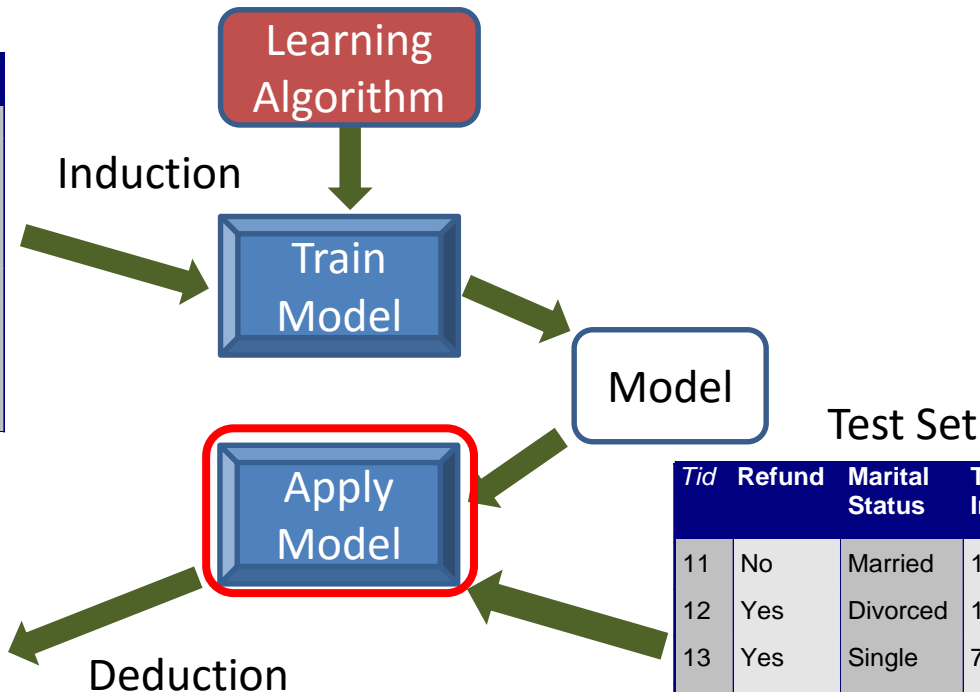 Learning
Algorithm
Induction
Train
Model
Model
Test Set
Apply
Model
Tid Refund Marital
Status
11 No Married
12 Yes Divorced
13 Yes Single
Deduction